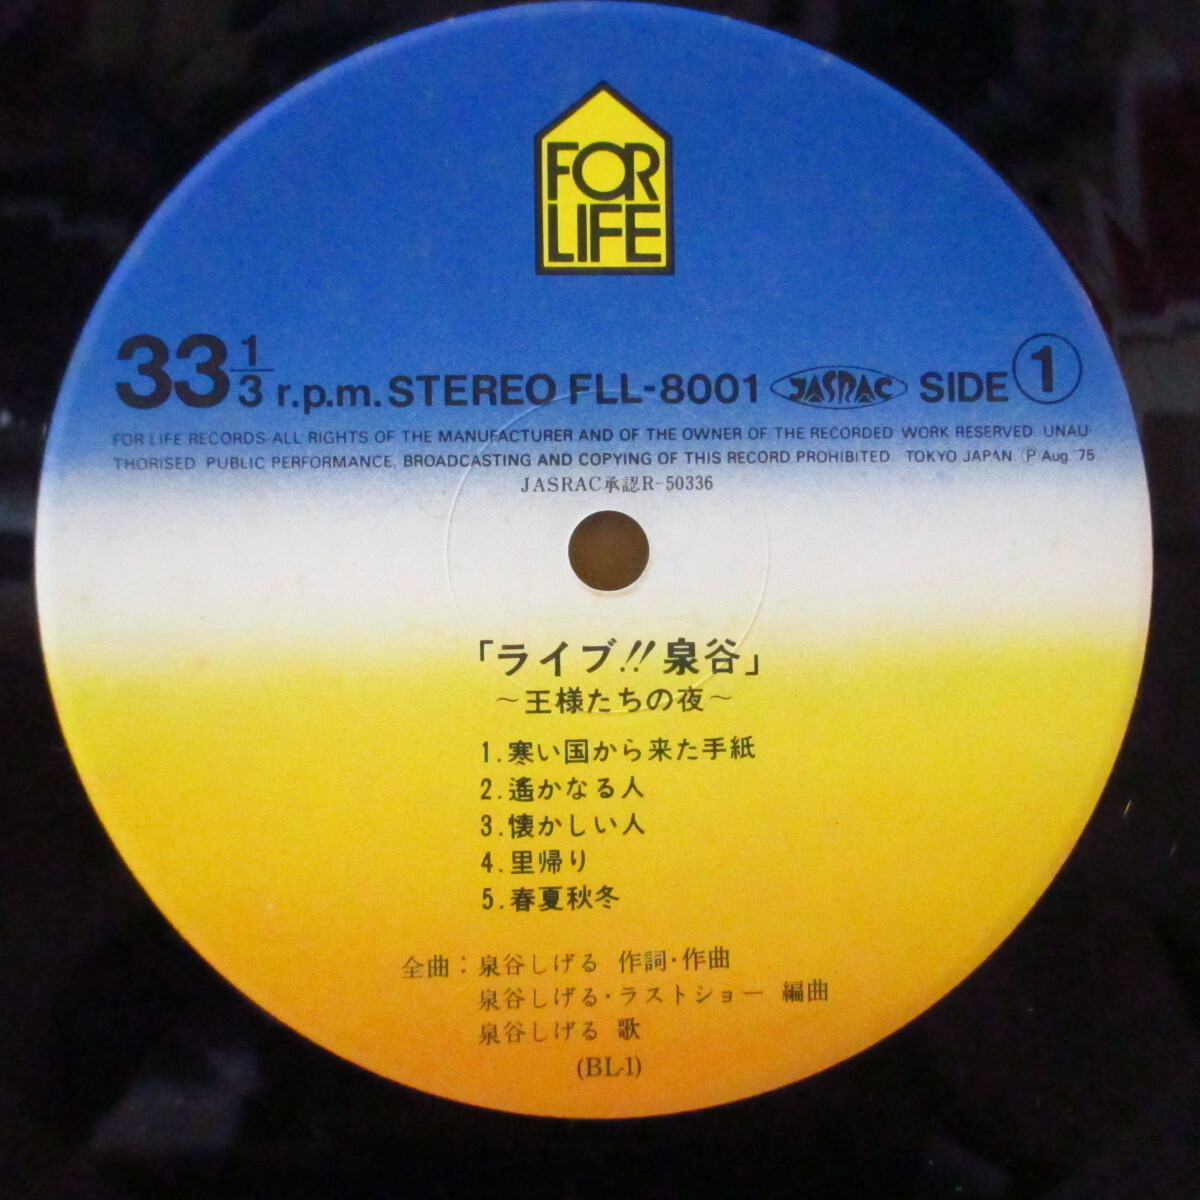 FOR
LIFE
33 1/3 r.p.m. STEREO FLL-8001 JASRAC SIDE 1
FOR LIFE RECORDS-ALL RIGHTS OF THE MANUFACTURER AND OF THE OWNER OF THE RECORDED WORK RESERVED. UNAU-
THORISED PUBLIC PERFORMANCE, BROADCASTING AND COPYING OF THIS RECORD PROHIBITED. TOKYO JAPAN. Ⓟ Aug. '75
JASRAC承認R-50336
「ライブ!!泉谷」
〜王様たちの夜〜
1.寒い国から来た手紙
2.遙かなる人
3.懐かしい人
4.里帰り
5.春夏秋冬
全曲：泉谷しげる 作詞・作曲
泉谷しげる・ラストショー 編曲
泉谷しげる 歌
(BL-1)